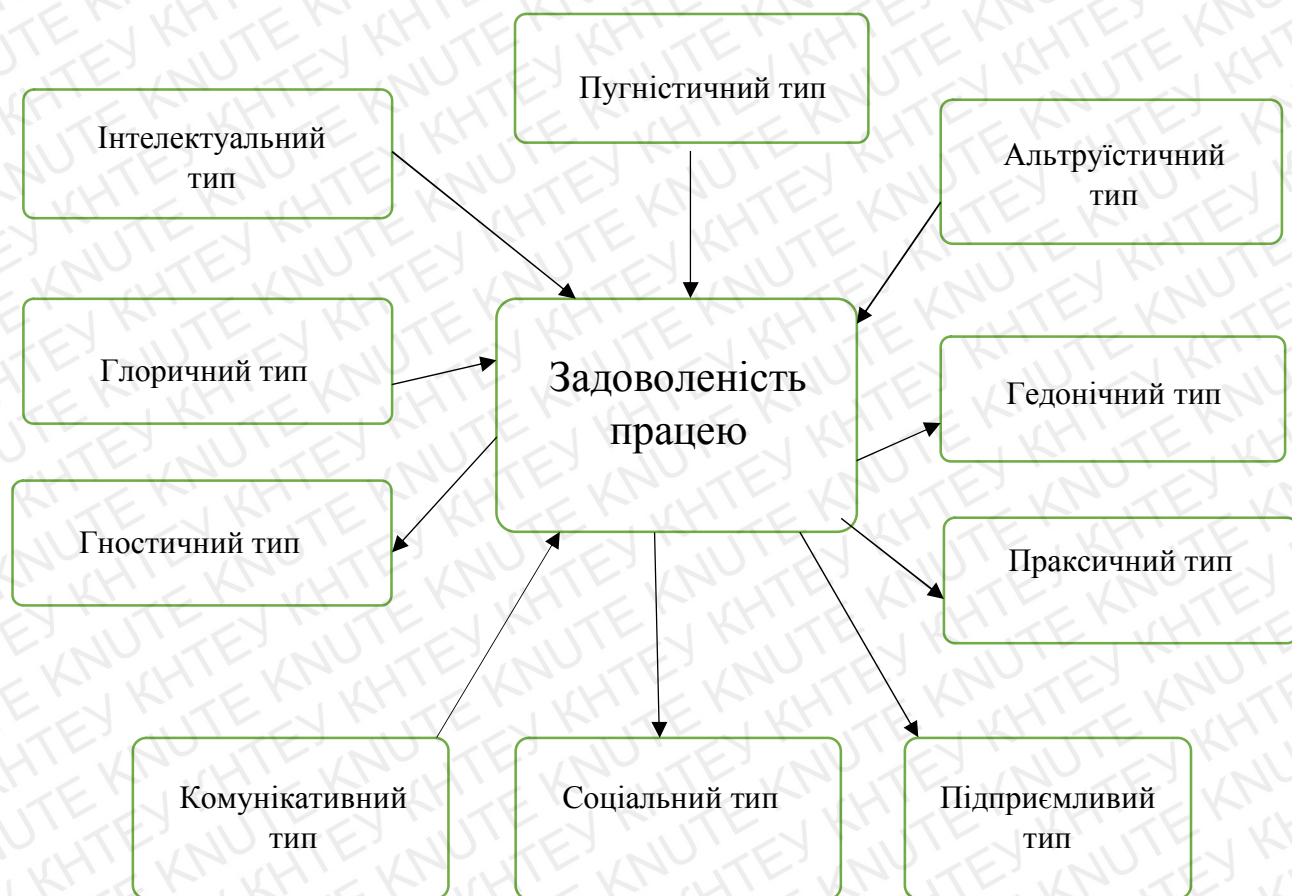 Пугністичний тип
Інтелектуальний
тип
Альтруїстичний
тип
Глоричний тип
Задоволеність
працею
Гедонічний тип
Гностичний тип
Праксичний тип
Комунікативний
тип
Соціальний тип
Підприємливий
тип